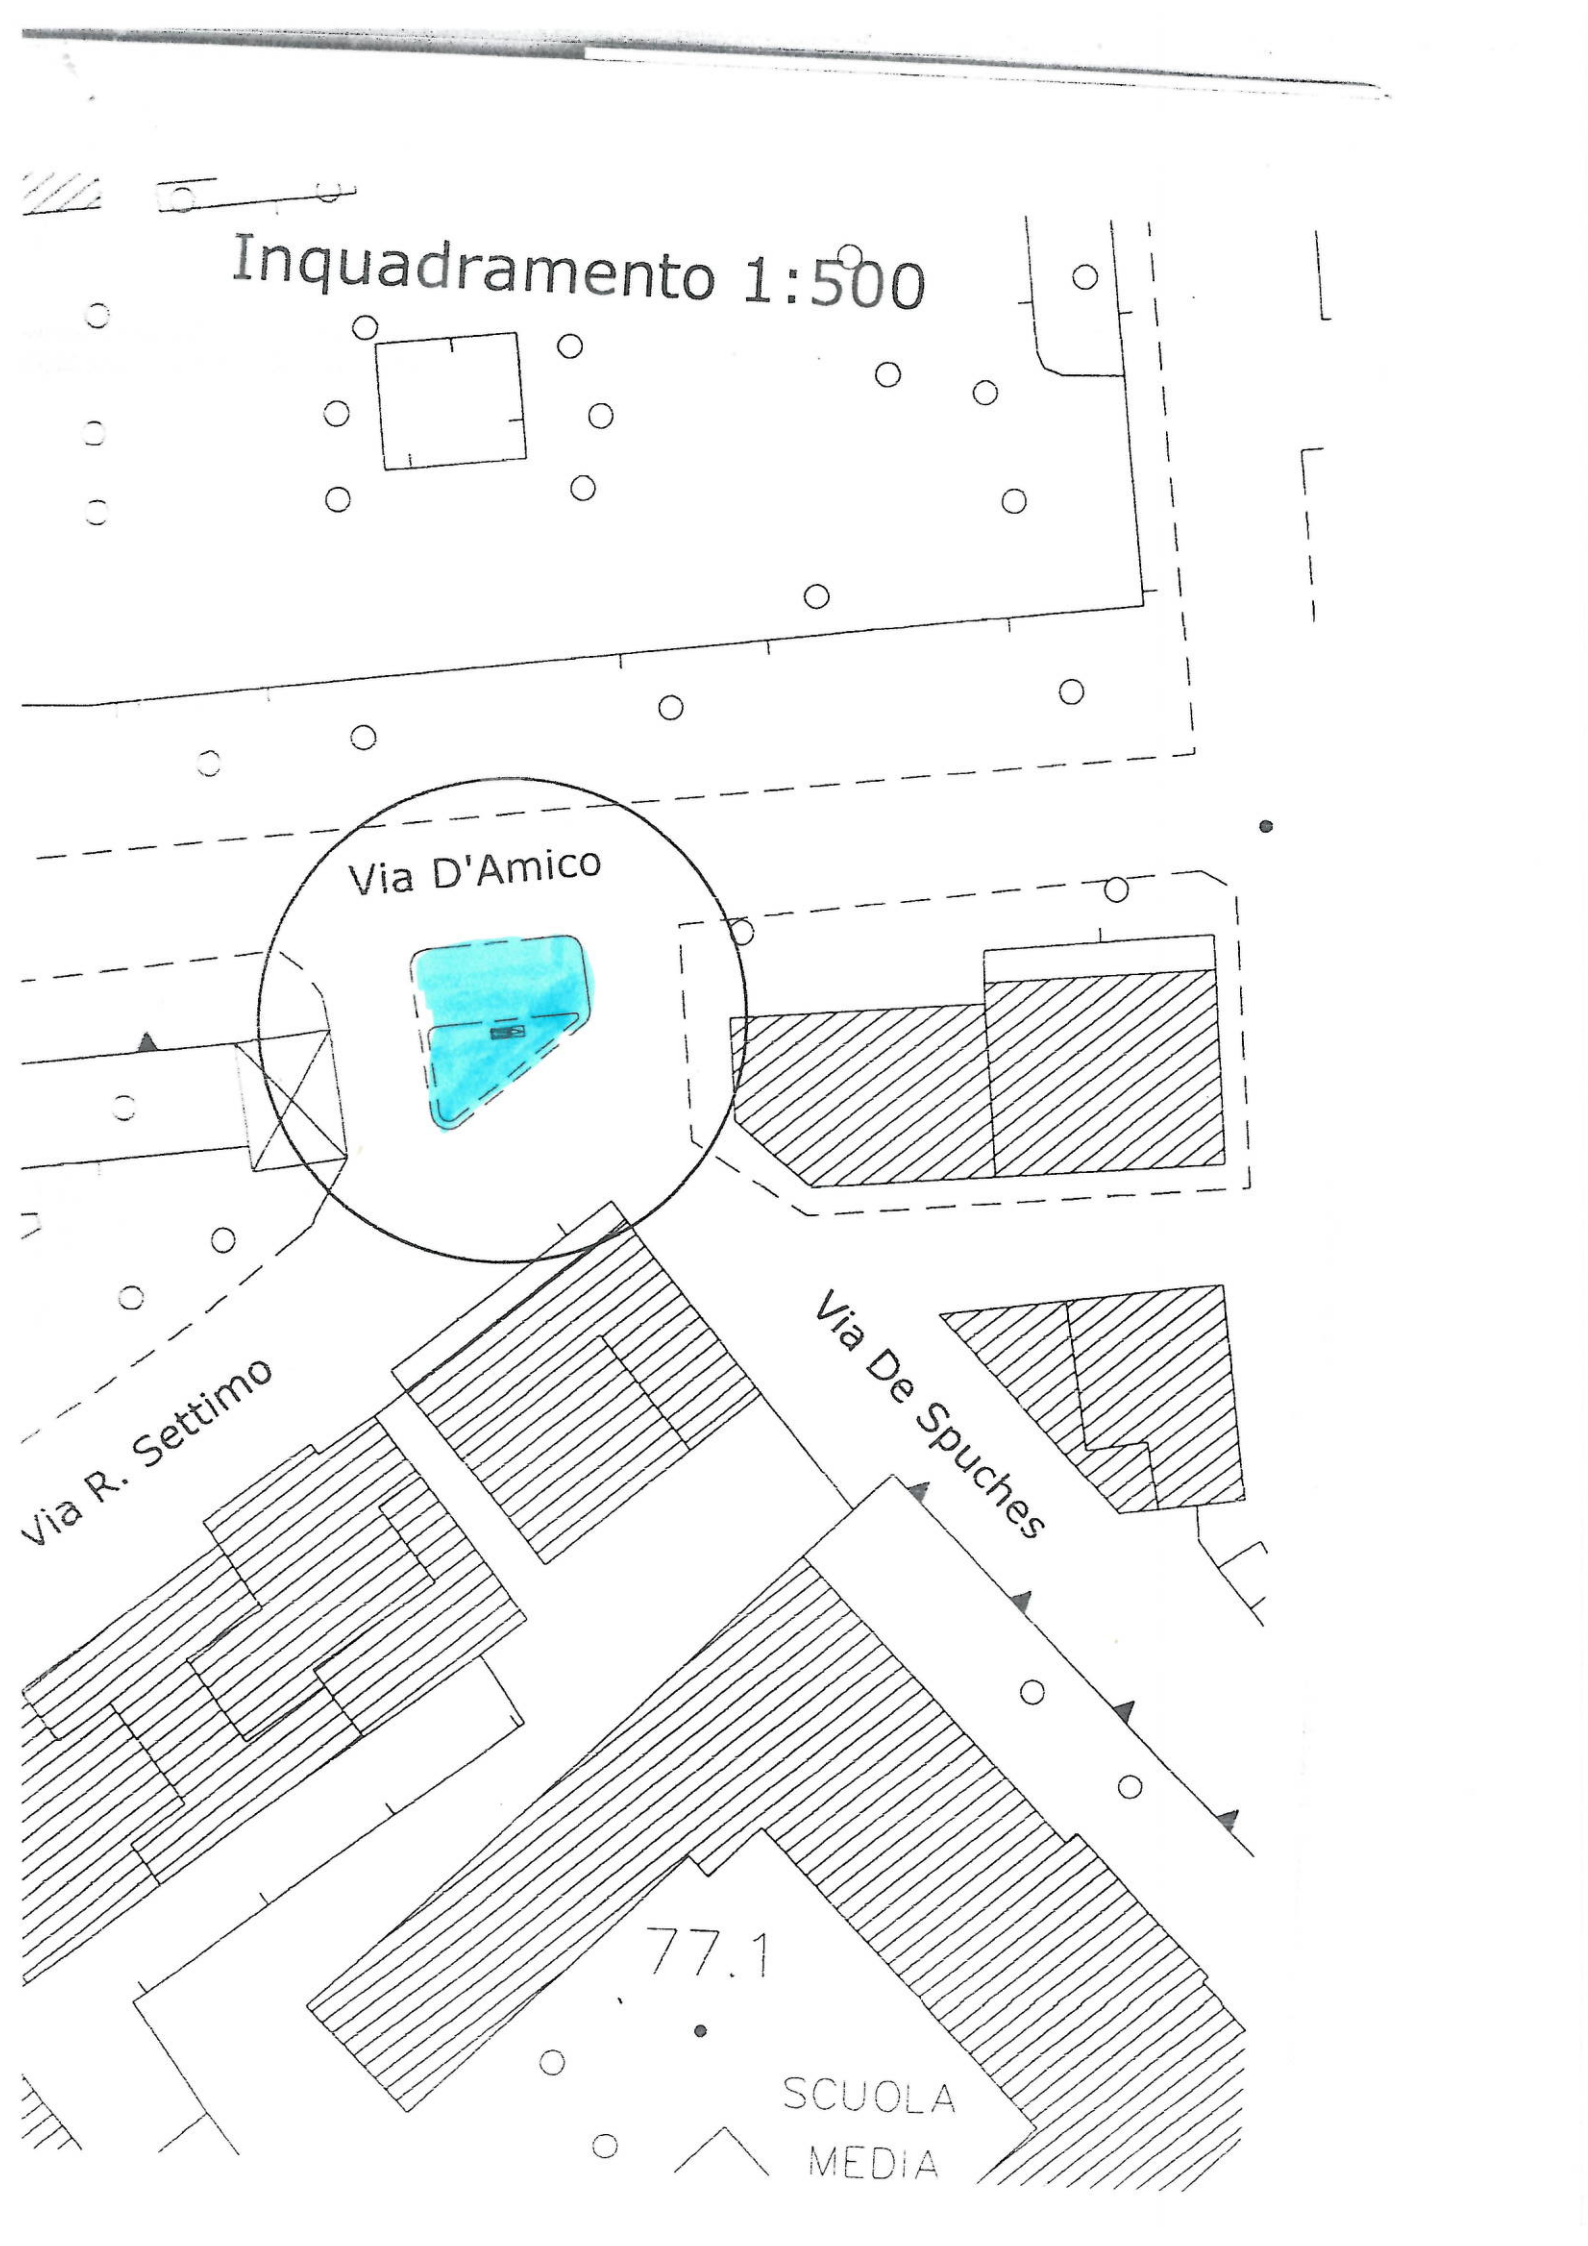 Inquadramento 1:500
Via D'Amico
Via R. Settimo
Via De Spuches
77.1
SCUOLA
MEDIA